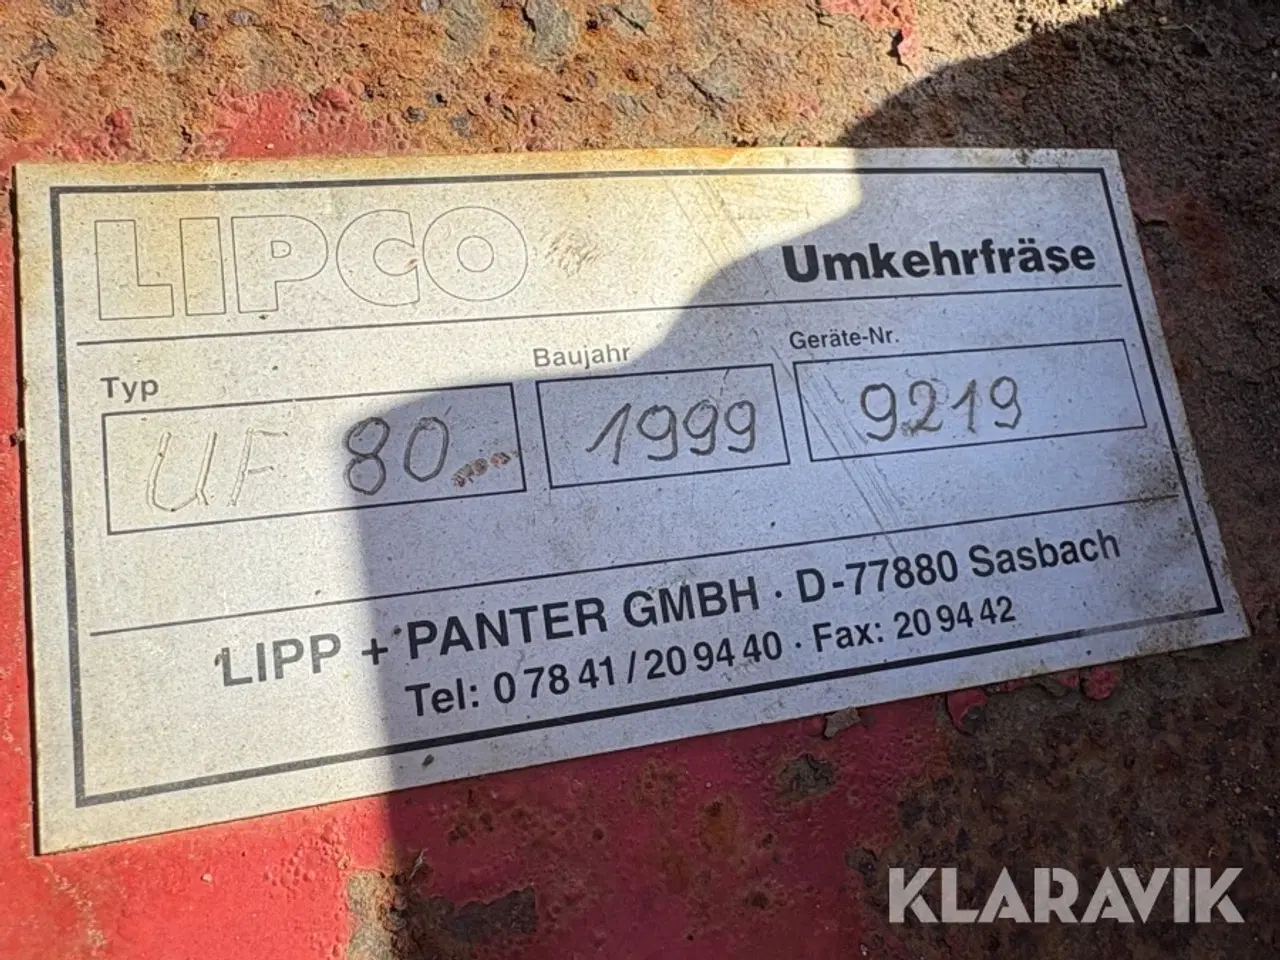 LIPCO Umkehrfräse
Typ Baujahr Geräte-Nr.
UF 80 1999 9219
LIPP + PANTER GMBH · D-77880 Sasbach
Tel: 0 78 41 / 20 94 40 · Fax: 20 94 42
KLARAVIK